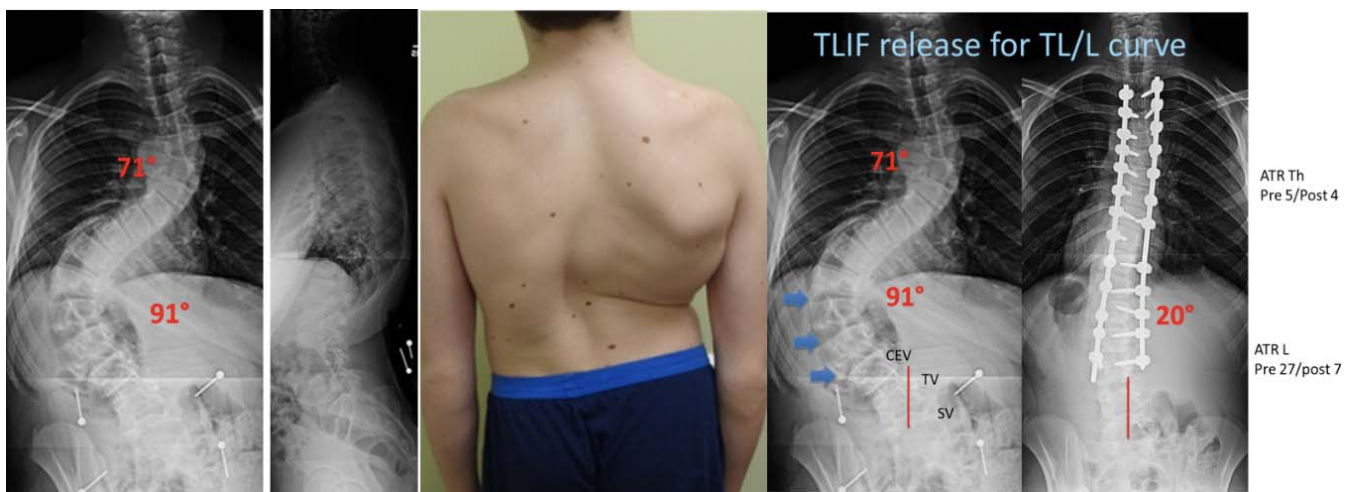 71°
91°
TLIF release for TL/L curve
71°
91°
CEV
TV
SV
20°
ATR Th
Pre 5/Post 4
ATR L
Pre 27/post 7